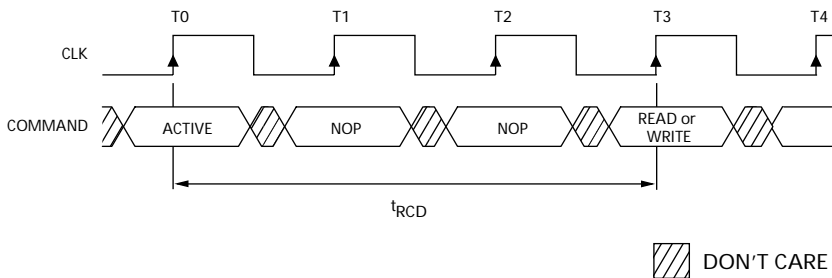 T0 T1 T2 T3 T4
CLK
COMMAND ACTIVE NOP NOP READ or
WRITE
tRCD
DON'T CARE